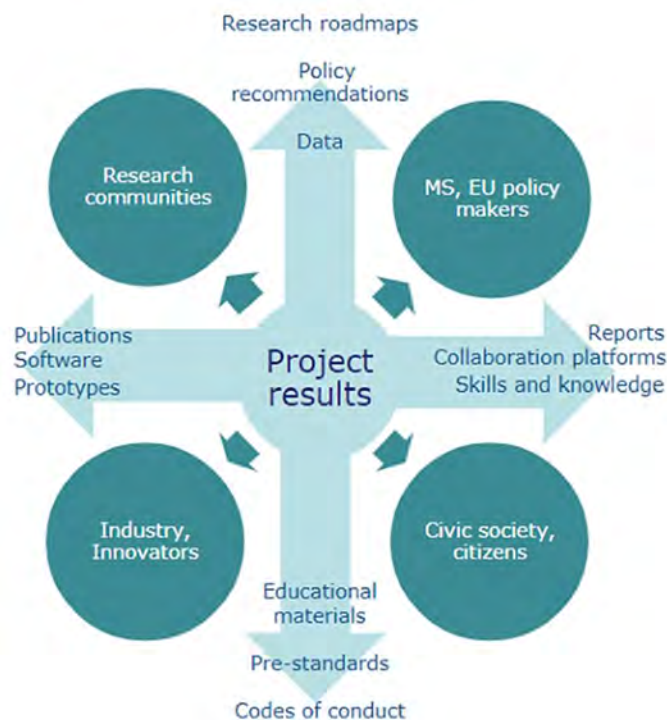 Research roadmaps
Policy
recommendations
Data
Research
communities
MS, EU policy
makers
Publications
Software
Prototypes
Project
results
Reports
Collaboration platforms
Skills and knowledge
Industry,
Innovators
Civic society,
citizens
Educational
materials
Pre-standards
Codes of conduct